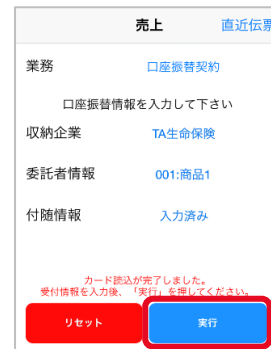 売上 直近伝票
業務 口座振替契約
口座振替情報を入力して下さい
収納企業 TA生命保険
委託者情報 001:商品1
付随情報 入力済み
カード読込が完了しました。
受付情報を入力後、「実行」を押してください。
リセット 実行